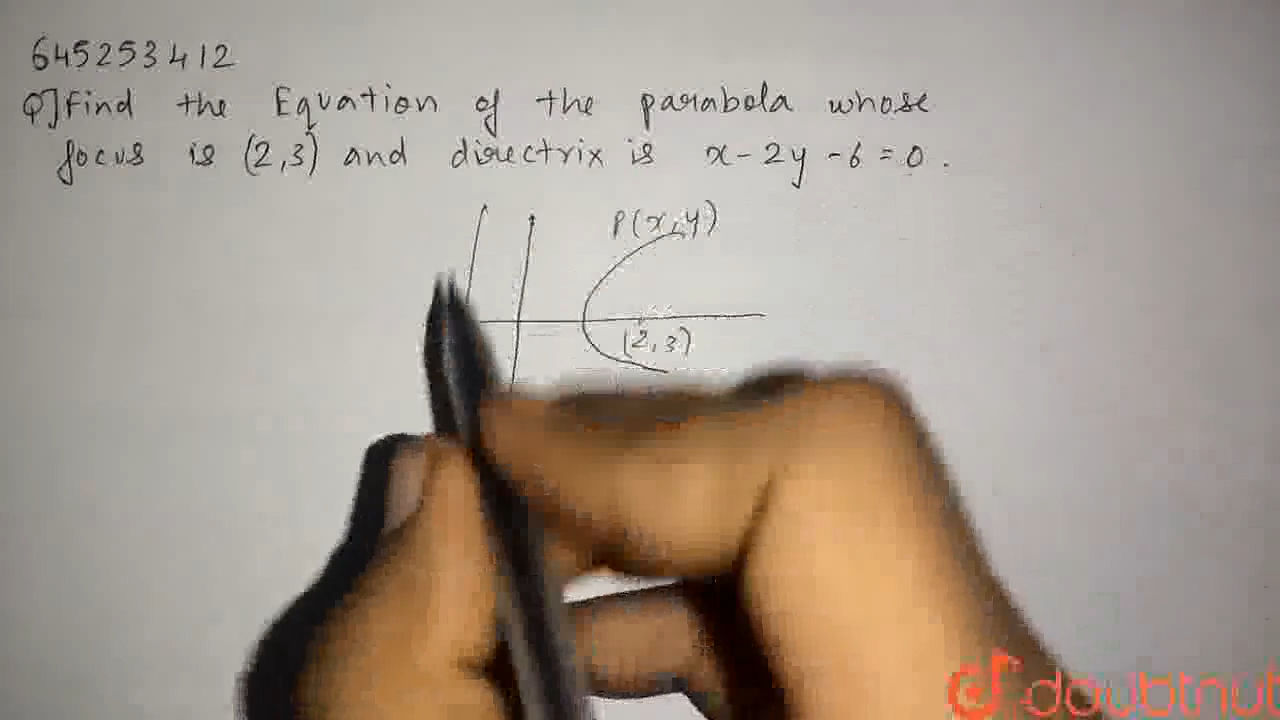 645253412
Q] Find the Equation of the parabola whose
focus is (2,3) and directrix is x - 2y - 6 = 0.
P(x,y)
(2,3)
doubtnut